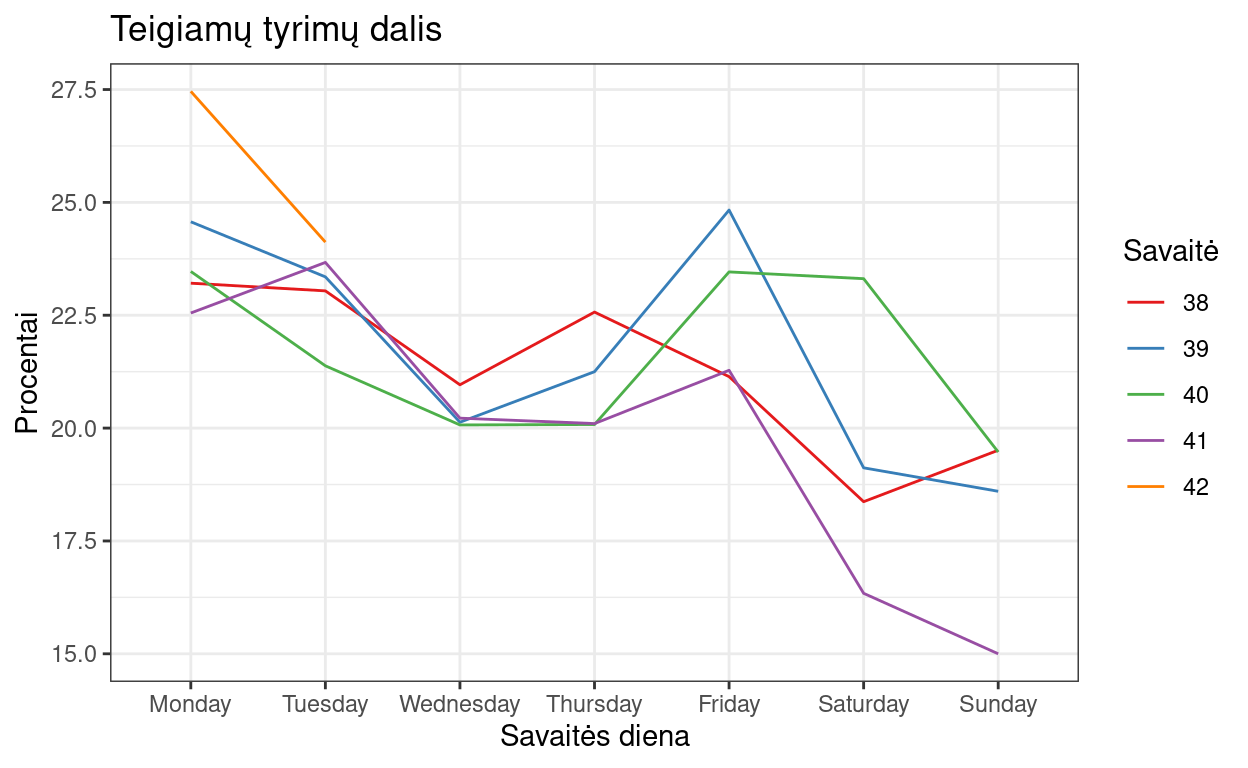 Teigiamų tyrimų dalis
Procentai
27.5
25.0
22.5
20.0
17.5
15.0
Monday Tuesday Wednesday Thursday Friday Saturday Sunday
Savaitės diena
Savaitė
38
39
40
41
42